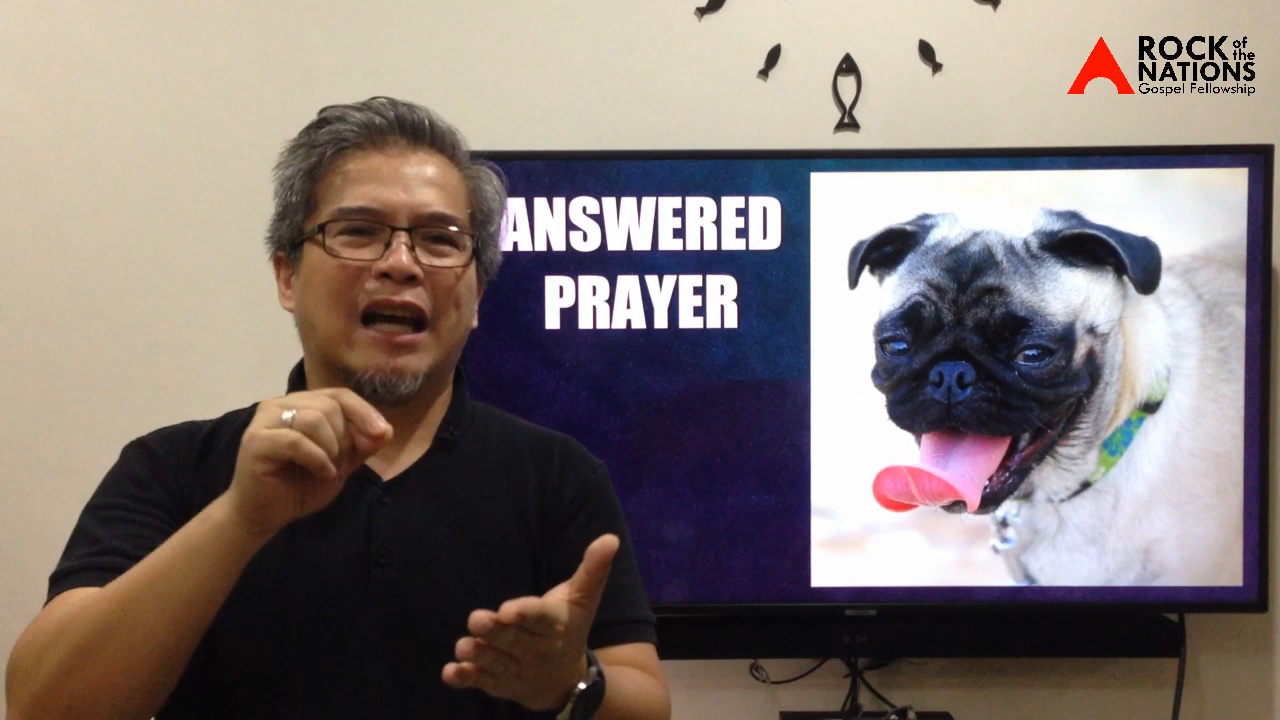 ROCK of the
NATIONS
Gospel Fellowship
ANSWERED
PRAYER